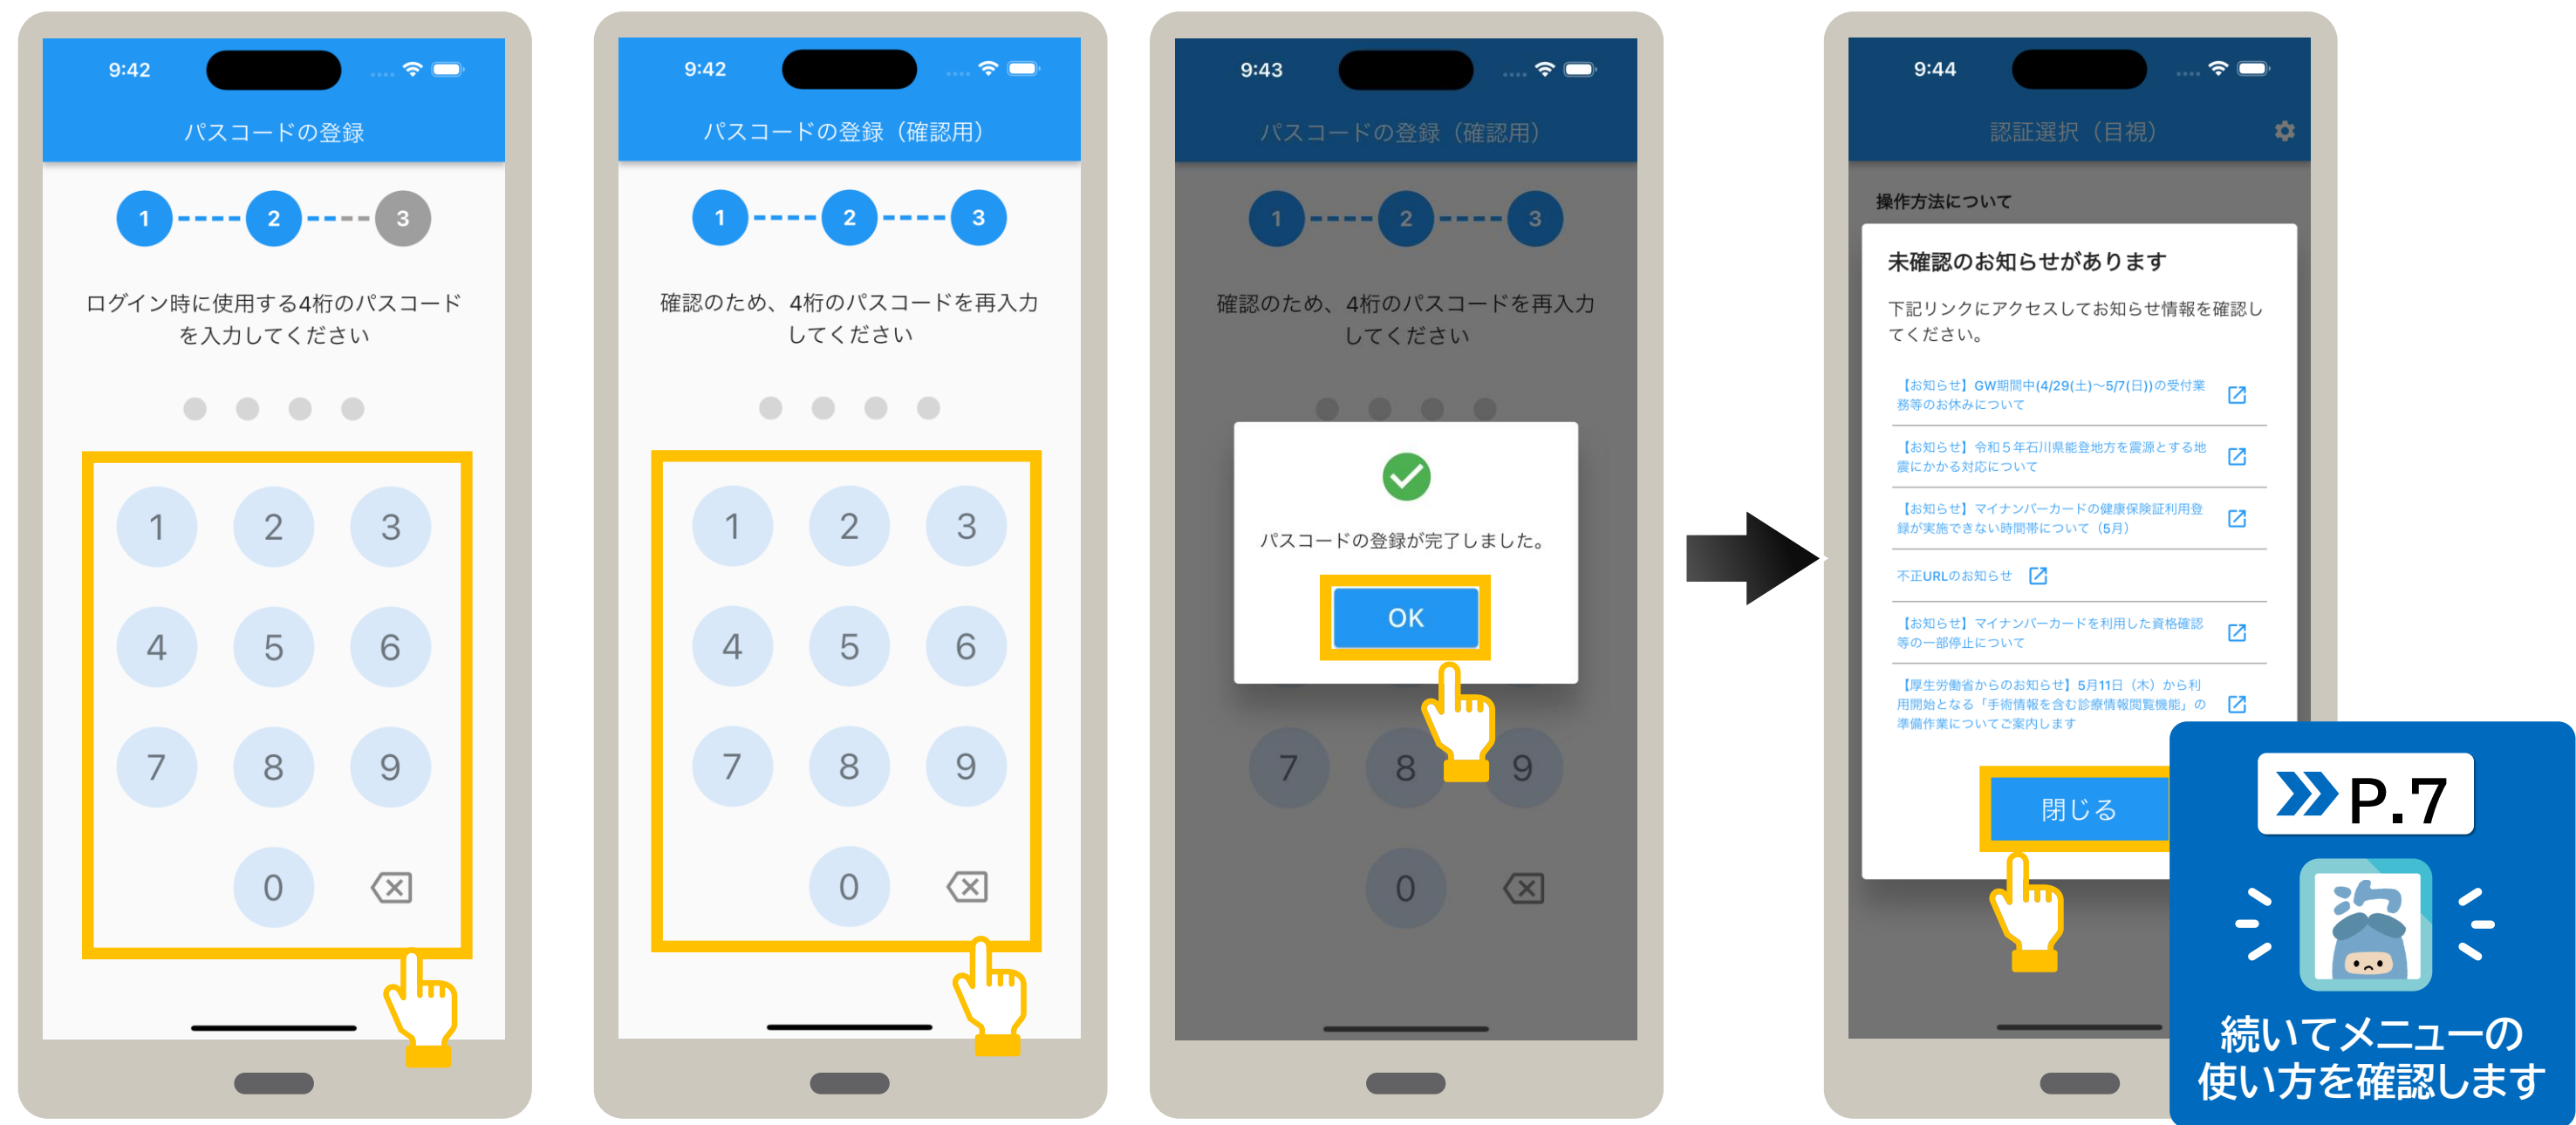 9:42
パスコードの登録
1
2
3
ログイン時に使用する4桁のパスコード
を入力してください
1 2 3
4 5 6
7 8 9
0
9:42
パスコードの登録（確認用）
1
2
3
確認のため、4桁のパスコードを再入力
してください
1 2 3
4 5 6
7 8 9
0
9:43
パスコードの登録（確認用）
1
2
3
確認のため、4桁のパスコードを再入力
してください
パスコードの登録が完了しました。
OK
7 8 9
0
9:44
認証選択（目視）
操作方法について
未確認のお知らせがあります
下記リンクにアクセスしてお知らせ情報を確認し
てください。
【お知らせ】GW期間中(4/29(土)～5/7(日))の受付業
務等のお休みについて
【お知らせ】令和５年石川県能登地方を震源とする地
震にかかる対応について
【お知らせ】マイナンバーカードの健康保険証利用登
録が実施できない時間帯について（5月）
不正URLのお知らせ
【お知らせ】マイナンバーカードを利用した資格確認
等の一部停止について
【厚生労働省からのお知らせ】5月11日（木）から利
用開始となる「手術情報を含む診療情報閲覧機能」の
準備作業についてご案内します
閉じる
P.7
続いてメニューの
使い方を確認します